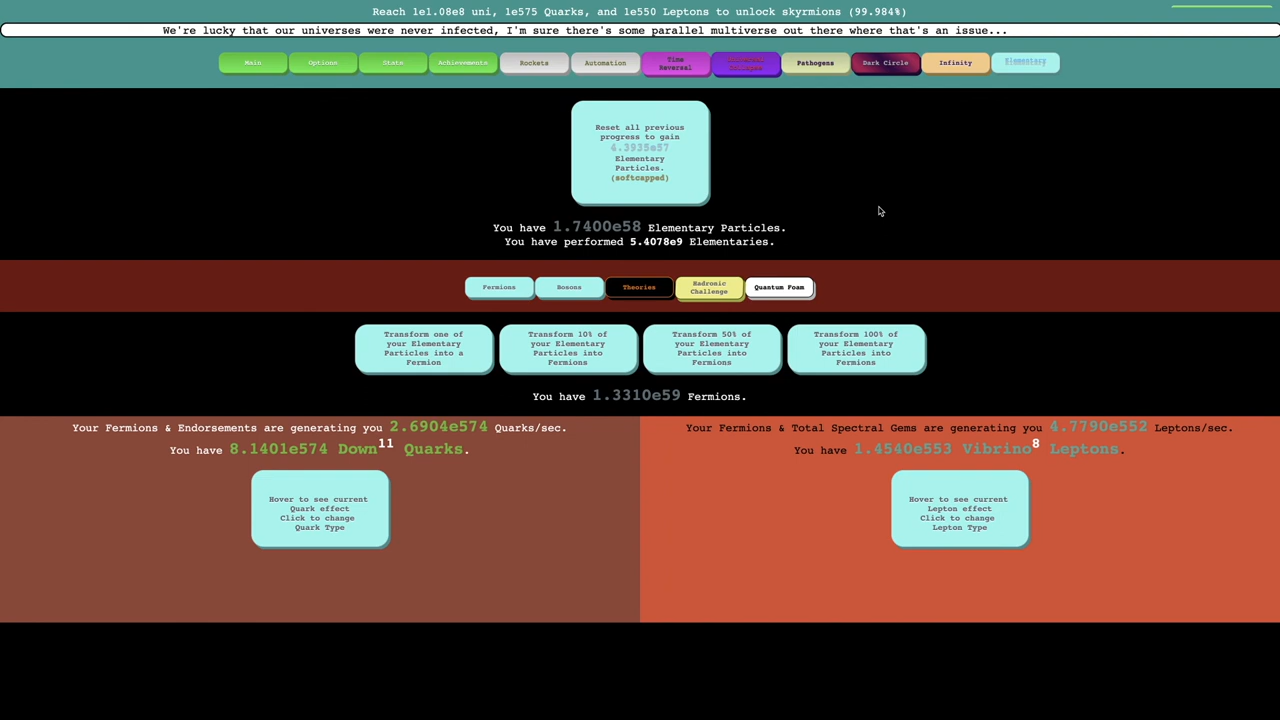 Reach 1e1.08e8 uni, 1e575 Quarks, and 1e550 Leptons to unlock skyrmions (99.984%)
We're lucky that our universes were never infected, I'm sure there's some parallel multiverse out there where that's an issue...
Main Options Stats Achievements Rockets Automation Time Reversal Universal Collapse Pathogens Dark Circle Infinity Elementary
Reset all previous
progress to gain
4.3935e57
Elementary
Particles.
(softcapped)
You have 1.7400e58 Elementary Particles.
You have performed 5.4078e9 Elementaries.
Fermions Bosons Theories Hadronic Challenge Quantum Foam
Transform one of
your Elementary
Particles into a
Fermion
Transform 10% of
your Elementary
Particles into
Fermions
Transform 50% of
your Elementary
Particles into
Fermions
Transform 100% of
your Elementary
Particles into
Fermions
You have 1.3310e59 Fermions.
Your Fermions & Endorsements are generating you 2.6904e574 Quarks/sec.
You have 8.1401e574 Down11 Quarks.
Hover to see current
Quark effect
Click to change
Quark Type
Your Fermions & Total Spectral Gems are generating you 4.7790e552 Leptons/sec.
You have 1.4540e553 Vibrino8 Leptons.
Hover to see current
Lepton effect
Click to change
Lepton Type